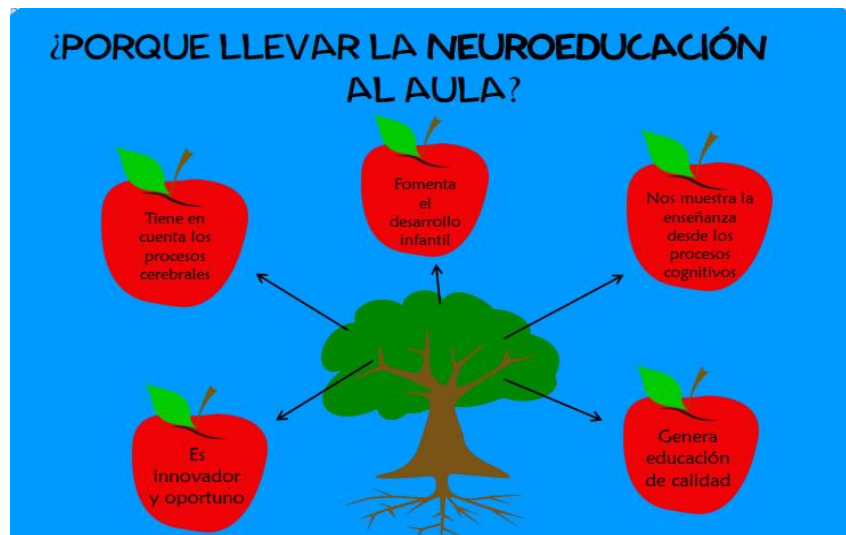 ¿PORQUE LLEVAR LA NEUROEDUCACIÓN
AL AULA?
Tiene en
cuenta los
procesos
cerebrales
Fomenta
el
desarrollo
infantil
Nos muestra la
enseñanza
desde los
procesos
cognitivos
Es
innovador
y oportuno
Genera
educación
de calidad